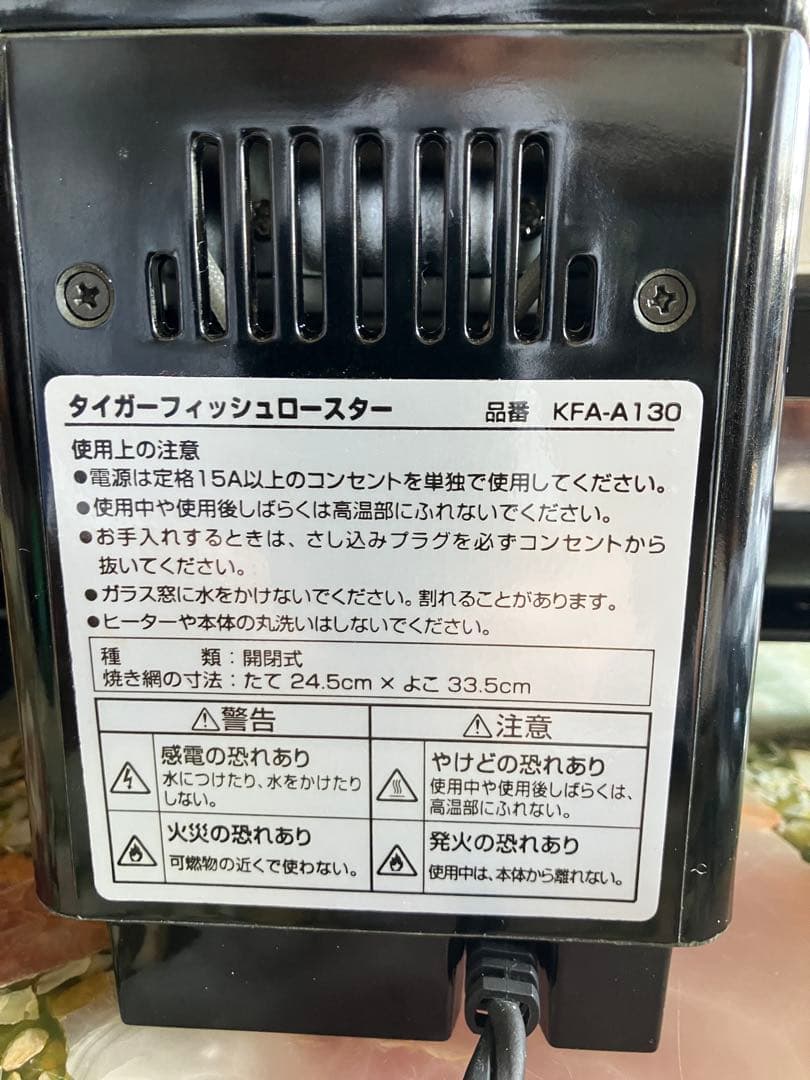 タイガーフィッシュロースター 品番 KFA-A130
使用上の注意
●電源は定格15A以上のコンセントを単独で使用してください。
●使用中や使用後しばらくは高温部にふれないでください。
●お手入れするときは、さし込みプラグを必ずコンセントから
抜いてください。
●ガラス窓に水をかけないでください。割れることがあります。
●ヒーターや本体の丸洗いはしないでください。
種 類：開閉式
焼き網の寸法：たて 24.5cm × よこ 33.5cm
⚠警告
感電の恐れあり
水につけたり、水をかけたり
しない。
火災の恐れあり
可燃物の近くで使わない。
⚠注意
やけどの恐れあり
使用中や使用後しばらくは、
高温部にふれない。
発火の恐れあり
使用中は、本体から離れない。